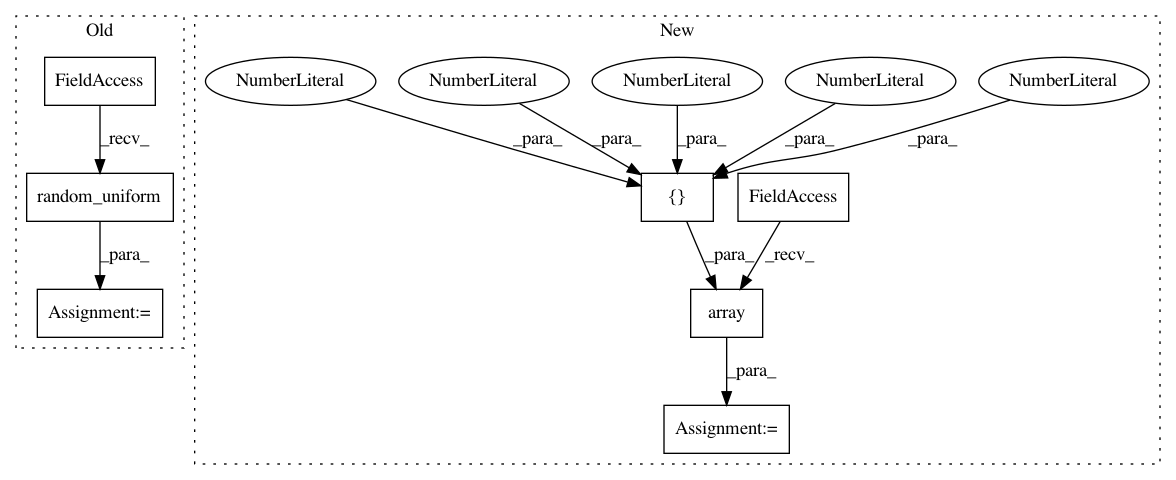 Old
New
FieldAccess
NumberLiteral
NumberLiteral
NumberLiteral
NumberLiteral
NumberLiteral
_recv_
_para_
_para_
_para_
_para_
_para_
random_uniform
{}
FieldAccess
_para_
_para_
_recv_
Assignment:=
array
_para_
Assignment:=